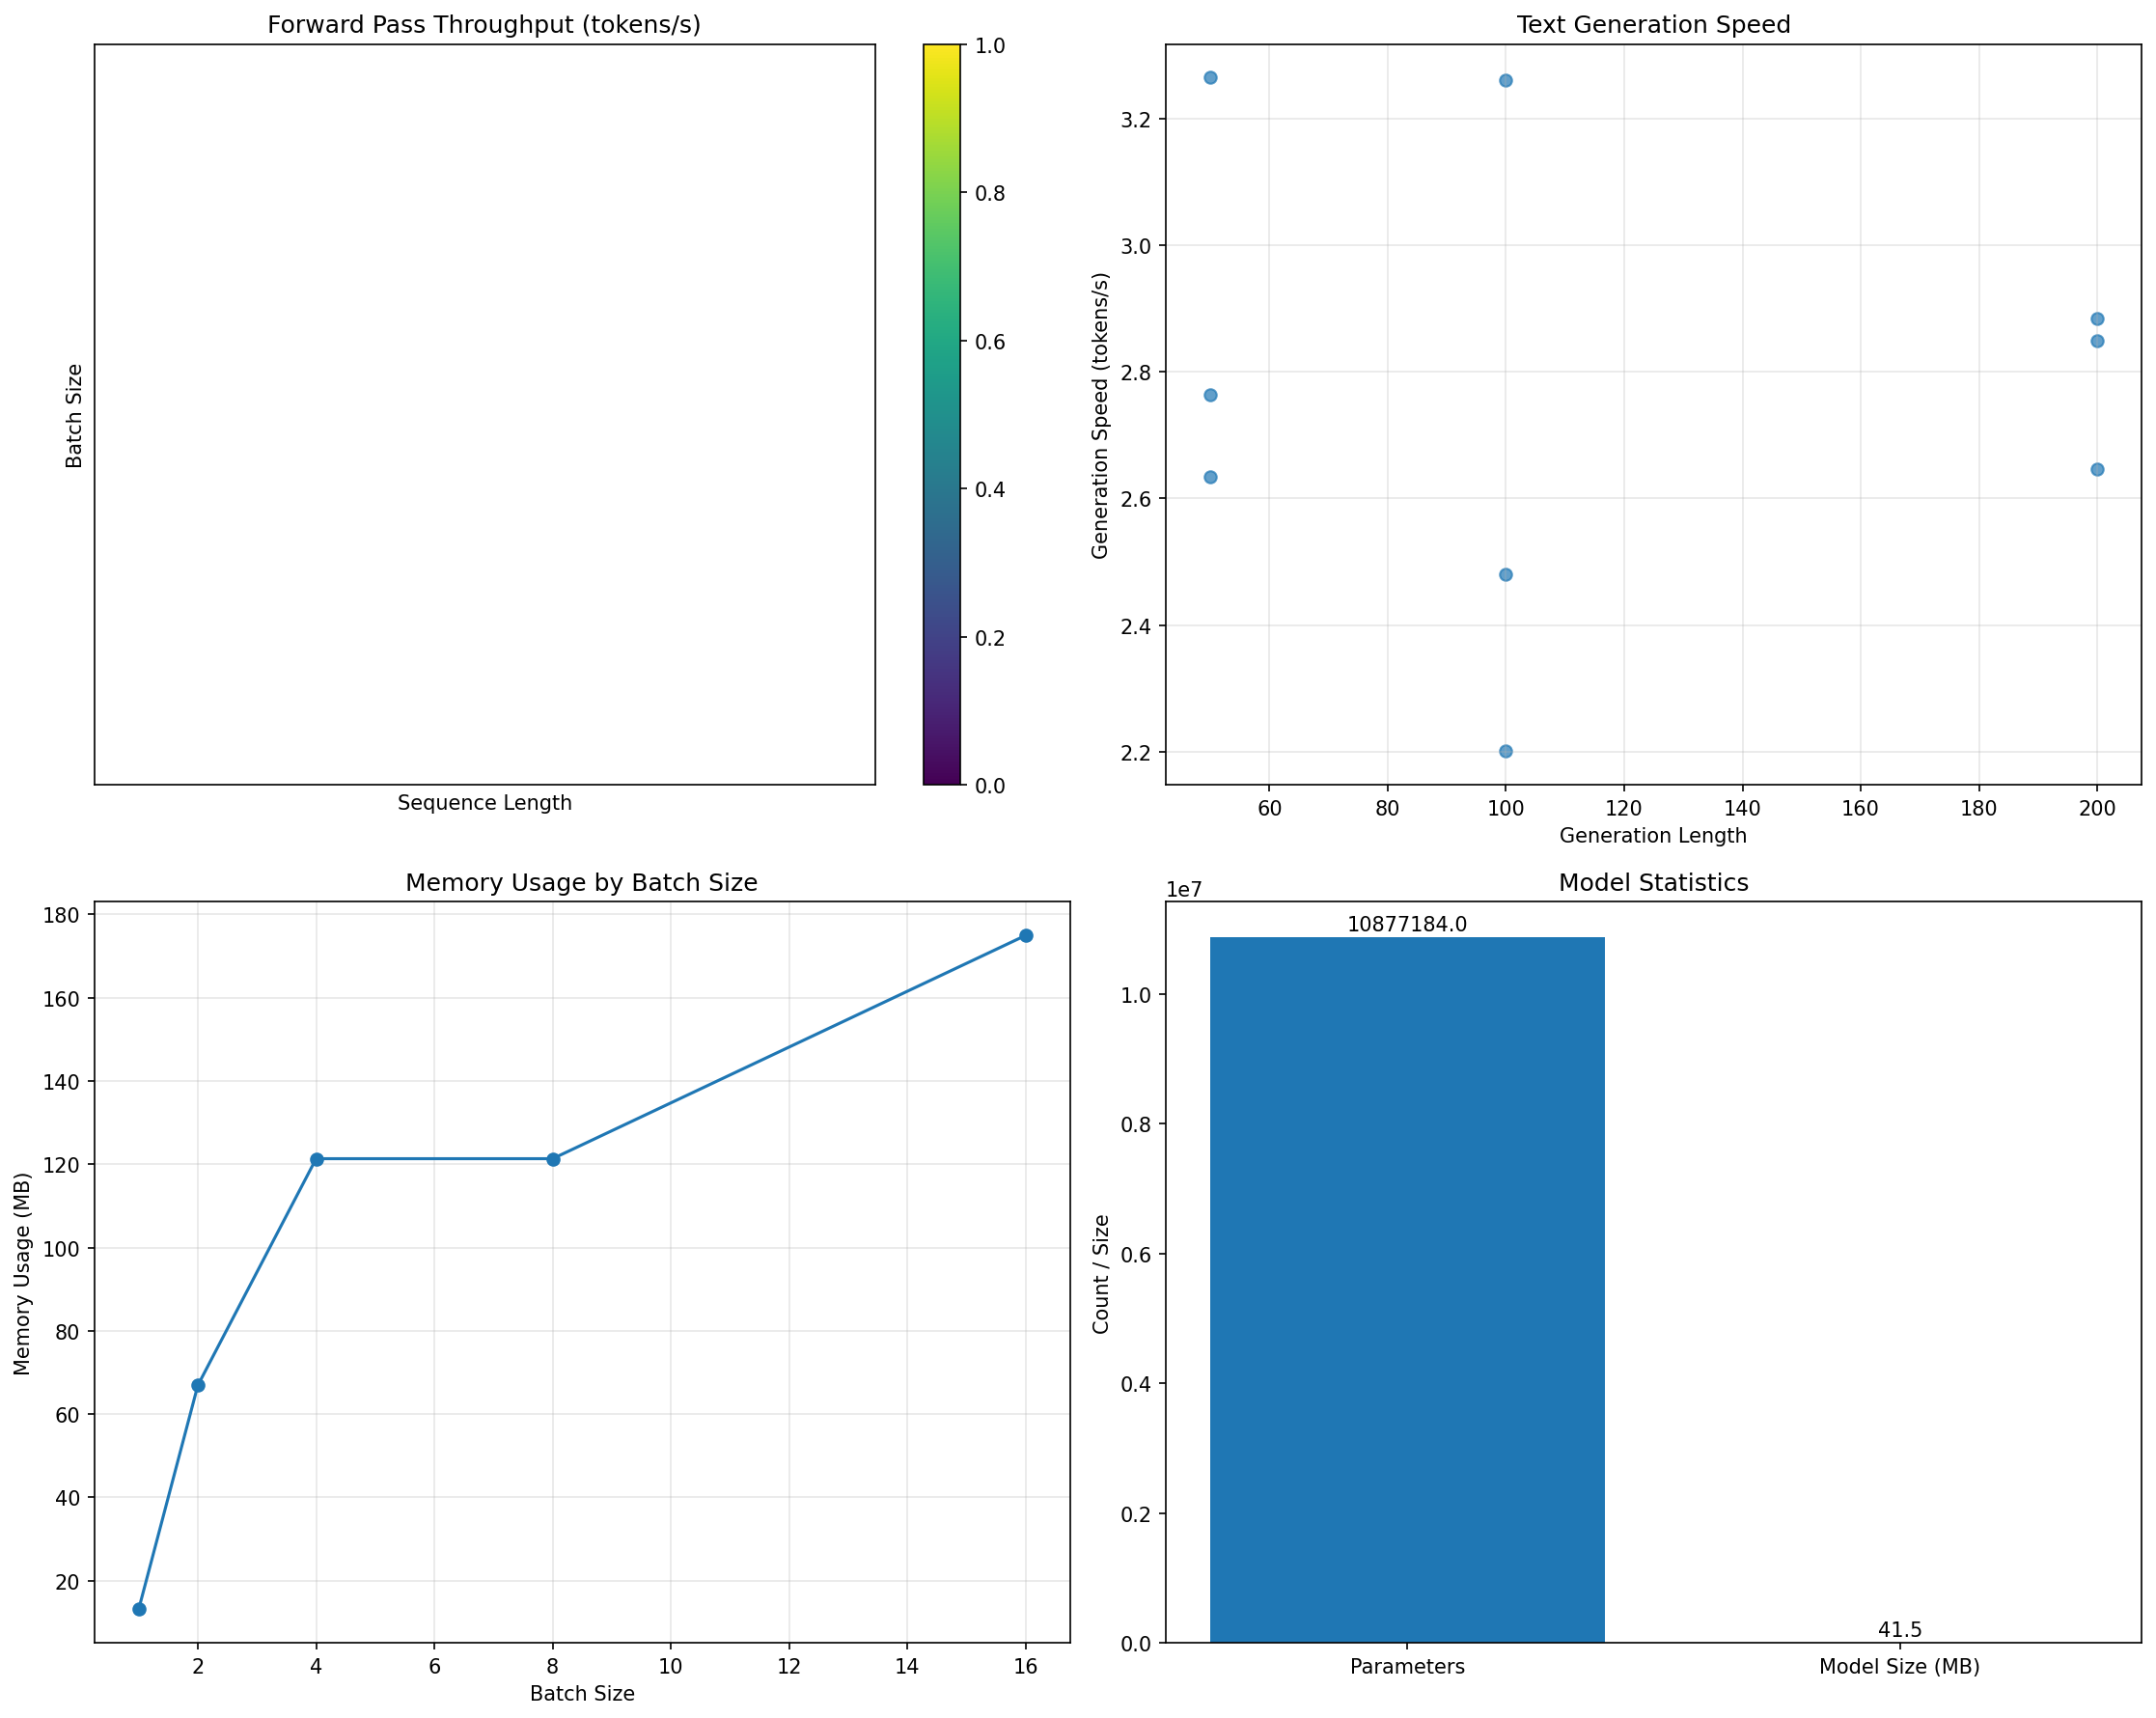 Forward Pass Throughput (tokens/s)
Batch Size
Sequence Length
1.0
0.8
0.6
0.4
0.2
0.0
Text Generation Speed
Generation Speed (tokens/s)
3.2
3.0
2.8
2.6
2.4
2.2
60 80 100 120 140 160 180 200
Generation Length
Memory Usage by Batch Size
Memory Usage (MB)
180
160
140
120
100
80
60
40
20
2 4 6 8 10 12 14 16
Batch Size
Model Statistics
1e7
Count / Size
1.0
0.8
0.6
0.4
0.2
0.0
10877184.0
41.5
Parameters Model Size (MB)